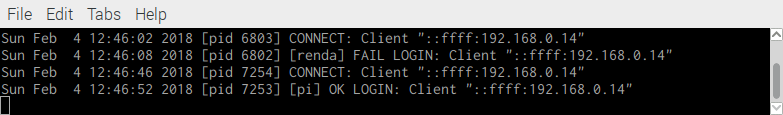 File Edit Tabs Help
Sun Feb  4 12:46:02 2018 [pid 6803] CONNECT: Client "::ffff:192.168.0.14"
Sun Feb  4 12:46:08 2018 [pid 6802] [renda] FAIL LOGIN: Client "::ffff:192.168.0.14"
Sun Feb  4 12:46:46 2018 [pid 7254] CONNECT: Client "::ffff:192.168.0.14"
Sun Feb  4 12:46:52 2018 [pid 7253] [pi] OK LOGIN: Client "::ffff:192.168.0.14"